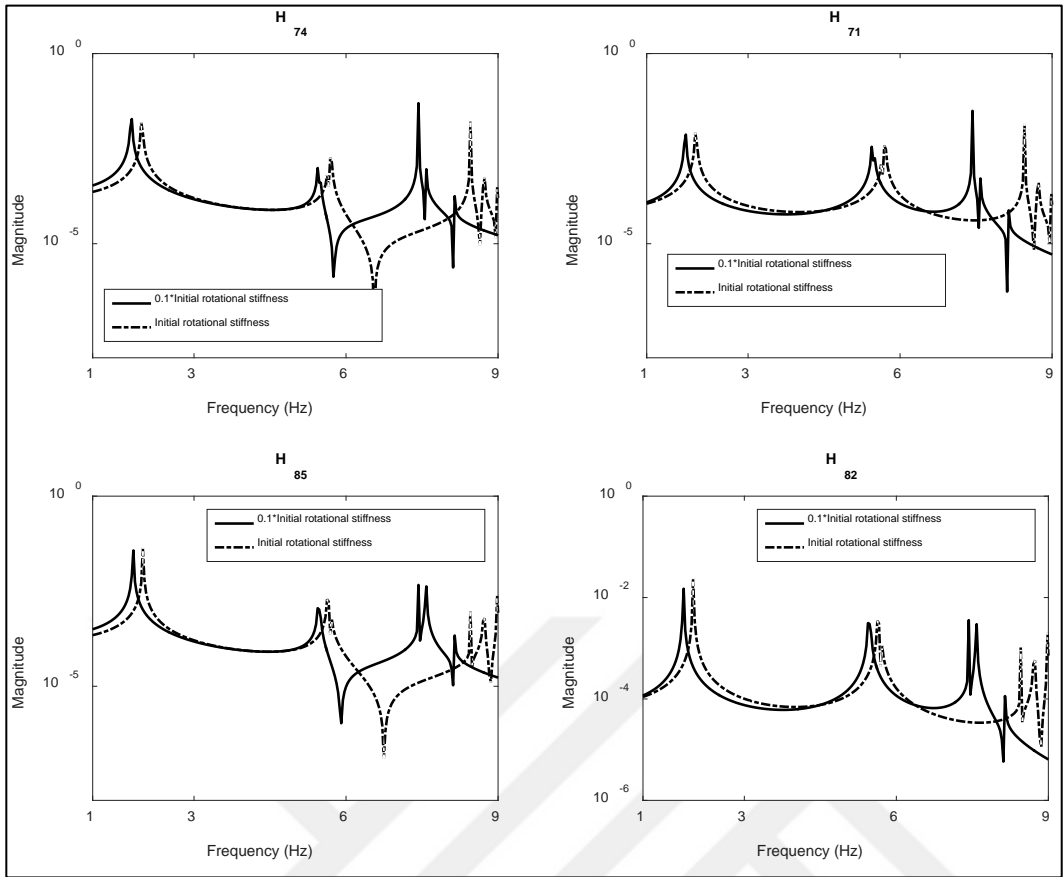 H
74
10 0
10 -5
Magnitude
0.1*Initial rotational stiffness
Initial rotational stiffness
1 3 6 9
Frequency (Hz)
H
71
10 0
10 -5
Magnitude
0.1*Initial rotational stiffness
Initial rotational stiffness
1 3 6 9
Frequency (Hz)
H
85
10 0
10 -5
Magnitude
0.1*Initial rotational stiffness
Initial rotational stiffness
1 3 6 9
Frequency (Hz)
H
82
10 0
10 -2
10 -4
10 -6
Magnitude
0.1*Initial rotational stiffness
Initial rotational stiffness
1 3 6 9
Frequency (Hz)